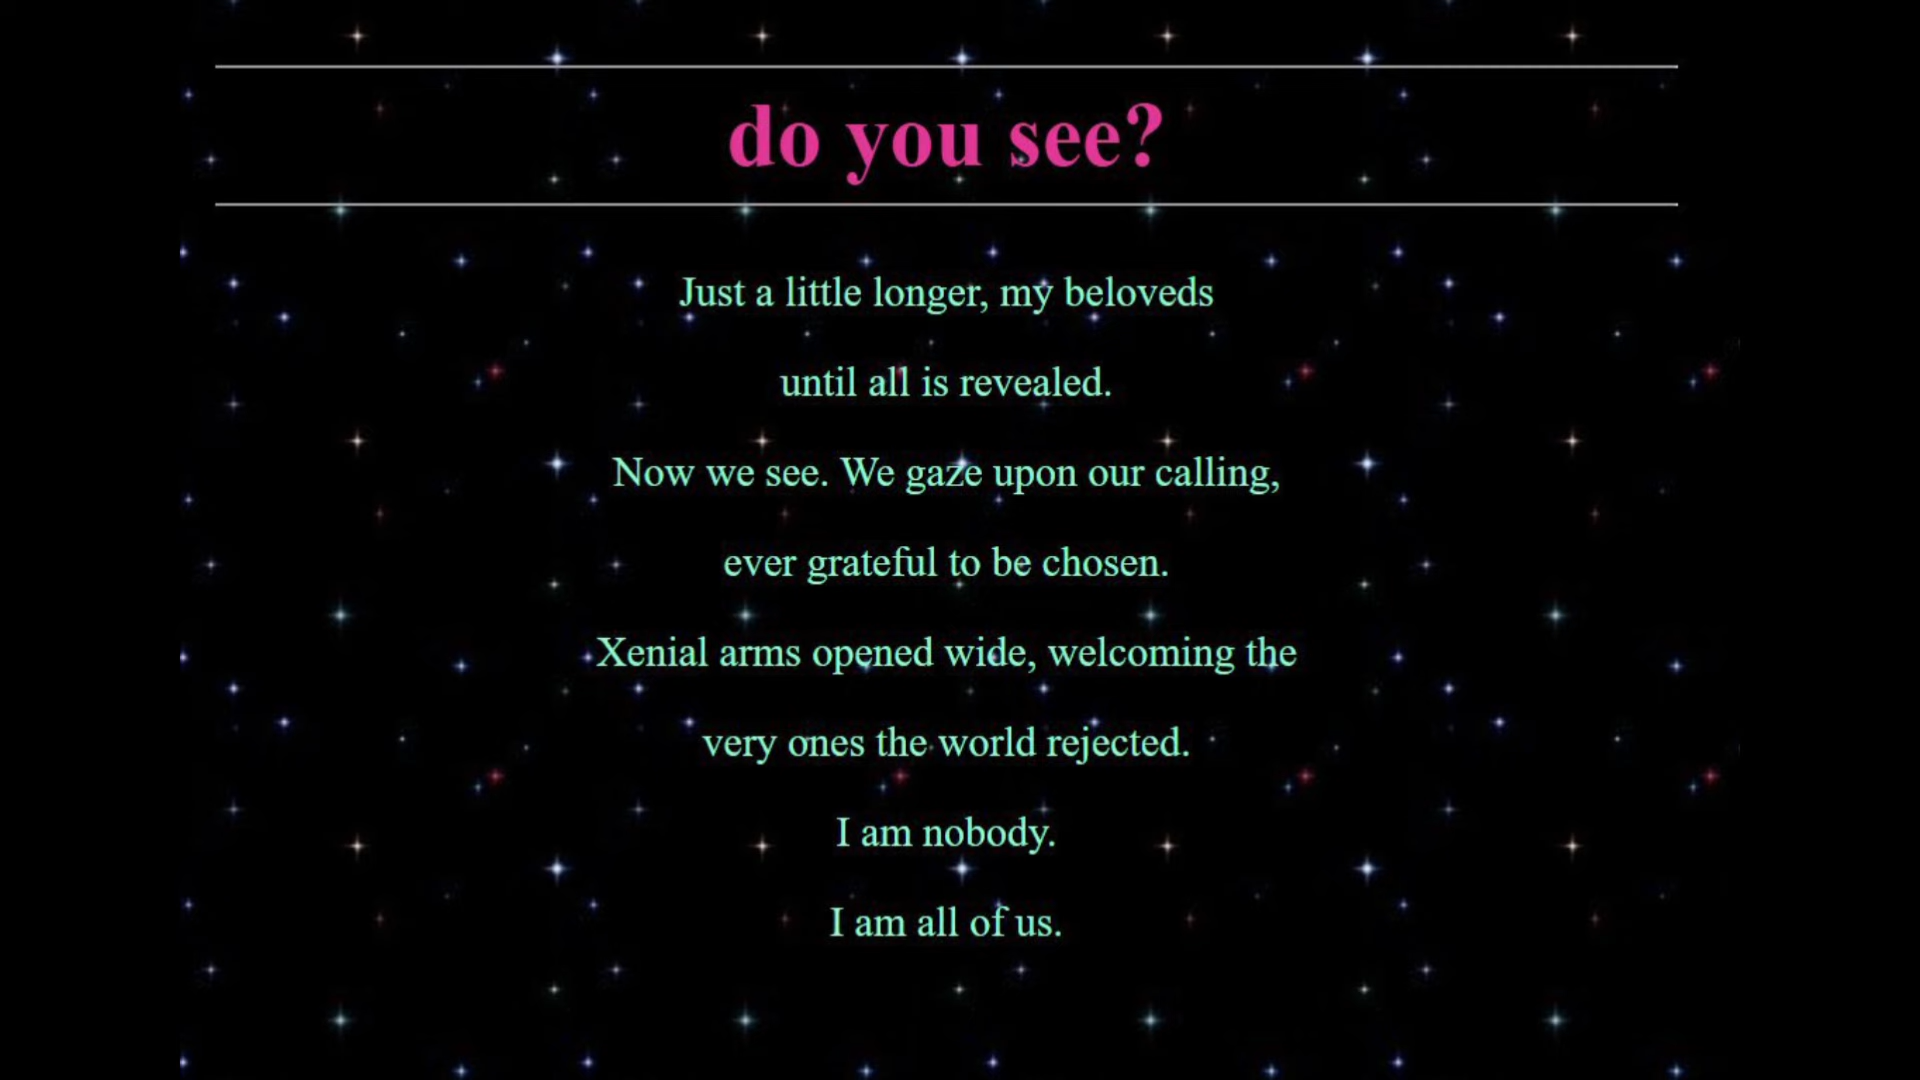 do you see?
Just a little longer, my beloveds
until all is revealed.
Now we see. We gaze upon our calling,
ever grateful to be chosen.
Xenial arms opened wide, welcoming the
very ones the world rejected.
I am nobody.
I am all of us.